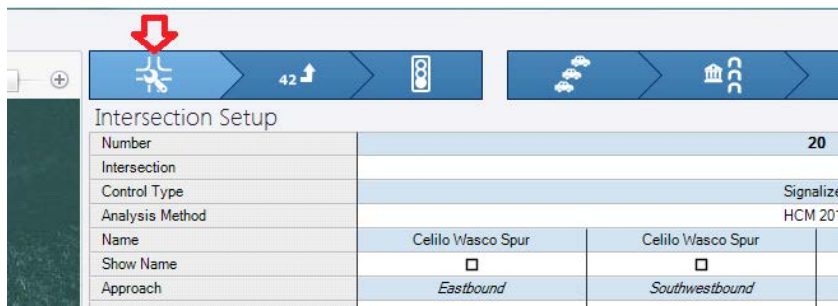 42
Intersection Setup
Number 20
Intersection
Control Type Signalize
Analysis Method HCM 201
Name Celilo Wasco Spur Celilo Wasco Spur
Show Name
Approach Eastbound Southwestbound